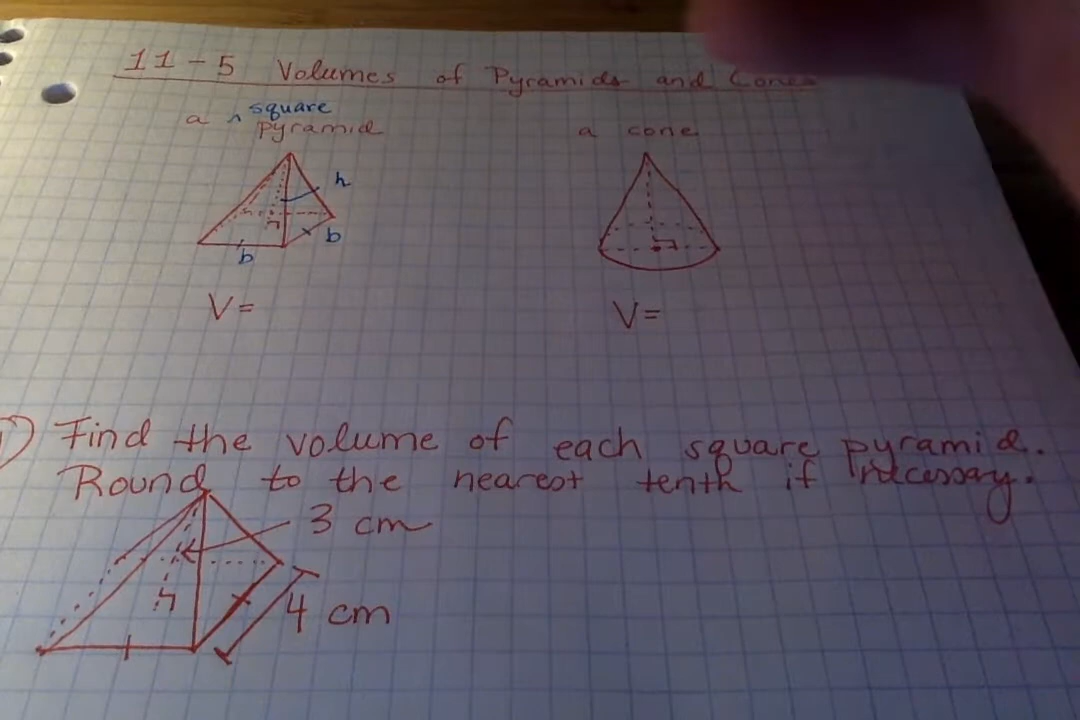 11-5 Volumes of Pyramids and Cones
a ^ square pyramid
a cone
h
b
b
V=
V=
1) Find the volume of each square pyramid.
Round to the nearest tenth if necessary.
3 cm
4 cm